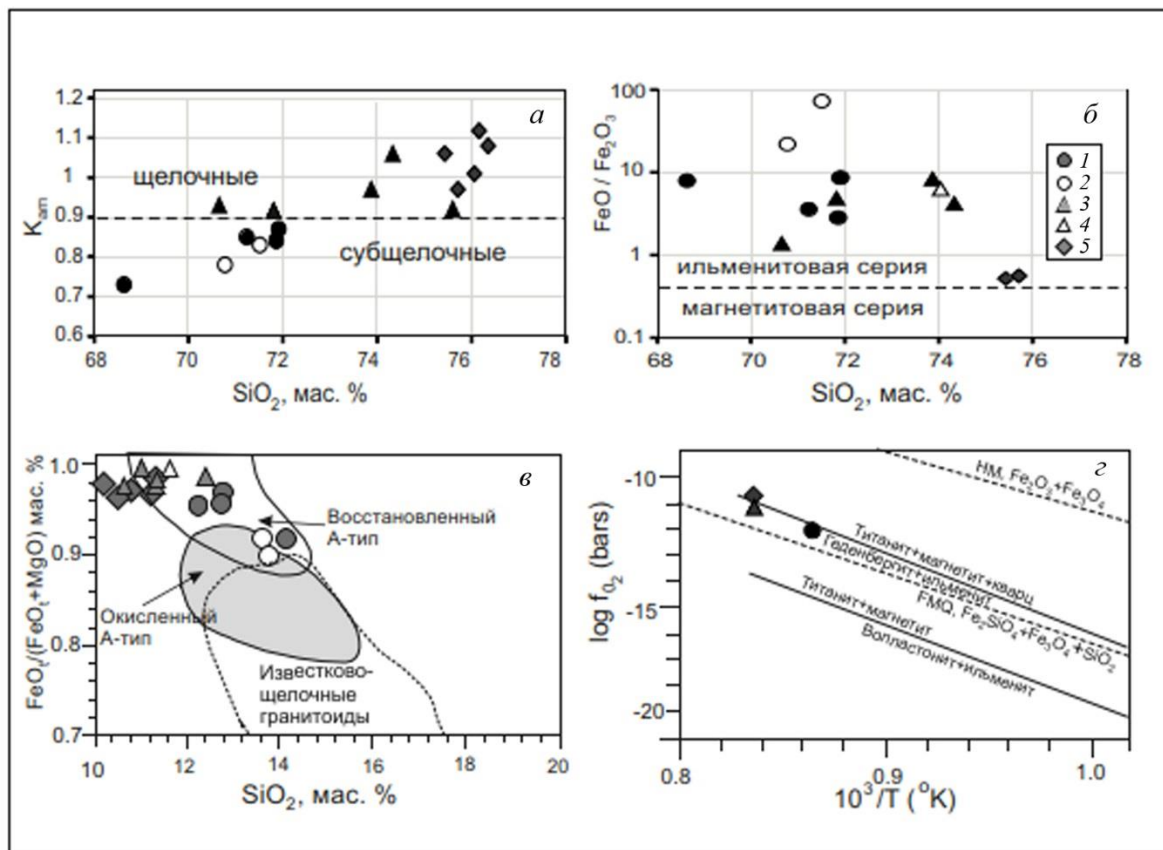 а
1.2
1.1
1
0.9
0.8
0.7
0.6
K_am
щелочные
субщелочные
68 70 72 74 76 78
SiO₂, мас. %
б
100
10
1
0.1
FeO / Fe₂O₃
1
2
3
4
5
ильменитовая серия
магнетитовая серия
68 70 72 74 76 78
SiO₂, мас. %
в
1.0
0.9
0.8
0.7
FeOₜ/(FeOₜ+MgO) мас. %
Восстановленный
А-тип
Окисленный
А-тип
Известково-
щелочные
гранитоиды
10 12 14 16 18 20
SiO₂, мас. %
г
-10
-15
-20
log f₀₂ (bars)
HM, Fe₂O₃+Fe₃O₄
Титанит+магнетит+кварц
Геденбергит+ильменит
FMQ, Fe₂SiO₄+Fe₃O₄+SiO₂
Титанит+магнетит
Волластонит+ильменит
0.8 0.9 1.0
10³/T (°K)